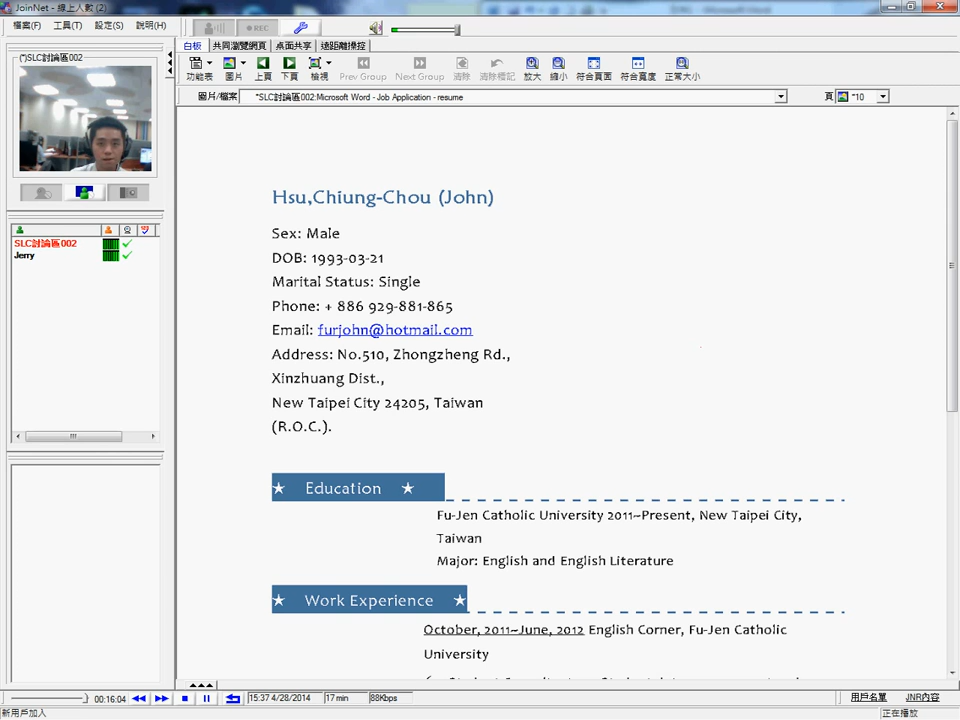 JoinNet - 線上人數 (2)
檔案(F) 工具(T) 設定(S) 說明(H)
REC
(*)SLC討論區002
白板 共同瀏覽網頁 桌面共享 遠距離操控
功能表 圖片 上頁 下頁 檢視 Prev Group Next Group 清除 清除標記 放大 縮小 符合頁面 符合寬度 正常大小
圖片/檔案 *SLC討論區002:Microsoft Word - Job Application - resume 頁 *10
SLC討論區002
Jerry
Hsu,Chiung-Chou (John)
Sex: Male
DOB: 1993-03-21
Marital Status: Single
Phone: + 886 929-881-865
Email: furjohn@hotmail.com
Address: No.510, Zhongzheng Rd.,
Xinzhuang Dist.,
New Taipei City 24205, Taiwan
(R.O.C.).
★ Education ★
Fu-Jen Catholic University 2011~Present, New Taipei City,
Taiwan
Major: English and English Literature
★ Work Experience ★
October, 2011~June, 2012 English Corner, Fu-Jen Catholic
University
00:16:04 15:37 4/28/2014 17 min 88Kbps 用戶名單 JNR內容
新用戶加入 正在播放